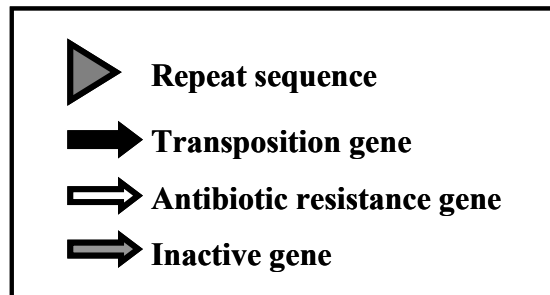 Repeat sequence
Transposition gene
Antibiotic resistance gene
Inactive gene